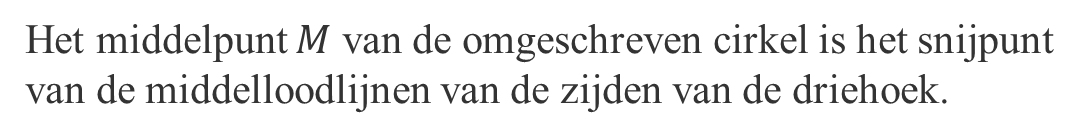 Het middelpunt M van de omgeschreven cirkel is het snijpunt
van de middelloodlijnen van de zijden van de driehoek.